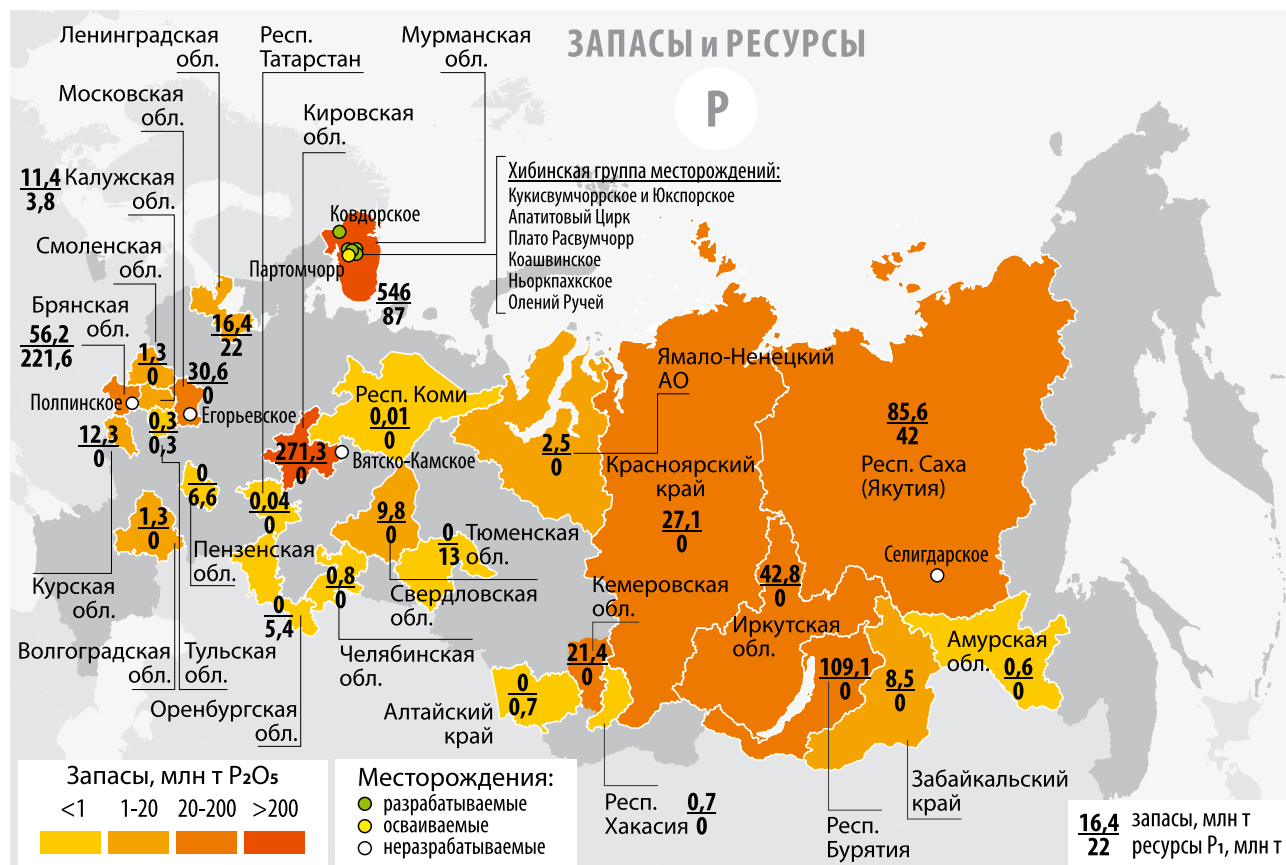 ЗАПАСЫ и РЕСУРСЫ
P
Ленинградская
обл.
Респ.
Татарстан
Мурманская
обл.
Московская
обл.
Кировская
обл.
11,4
3,8
Калужская
обл.
Смоленская
обл.
Брянская
обл.
56,2
221,6
Хибинская группа месторождений:
Кукисвумчоррское и Юкспорское
Апатитовый Цирк
Плато Расвумчорр
Коашвинское
Ньоркпахкское
Олений Ручей
Ковдорское
Партомчорр
546
87
16,4
22
1,3
0
30,6
0
Полпинское
Егорьевское
0,3
0,3
12,3
0
Респ. Коми
0,01
0
271,3
0
Вятско-Камское
Ямало-Ненецкий
АО
2,5
0
Красноярский
край
27,1
0
85,6
42
Респ. Саха
(Якутия)
Селигдарское
0
6,6
0,04
0
9,8
0
0
13
Тюменская
обл.
1,3
0
Пензенская
обл.
0,8
0
Свердловская
обл.
Кемеровская
обл.
42,8
0
Иркутская
обл.
Курская
обл.
0
5,4
Амурская
обл.
0,6
0
Волгоградская
обл.
Тульская
обл.
Челябинская
обл.
21,4
0
109,1
0
8,5
0
Оренбургская
обл.
Алтайский
край
0
0,7
Респ.
Хакасия
0,7
0
Респ.
Бурятия
Забайкальский
край
Запасы, млн т P₂O₅
<1 1-20 20-200 >200
Месторождения:
разрабатываемые
осваиваемые
неразрабатываемые
16,4 запасы, млн т
22 ресурсы P₁, млн т